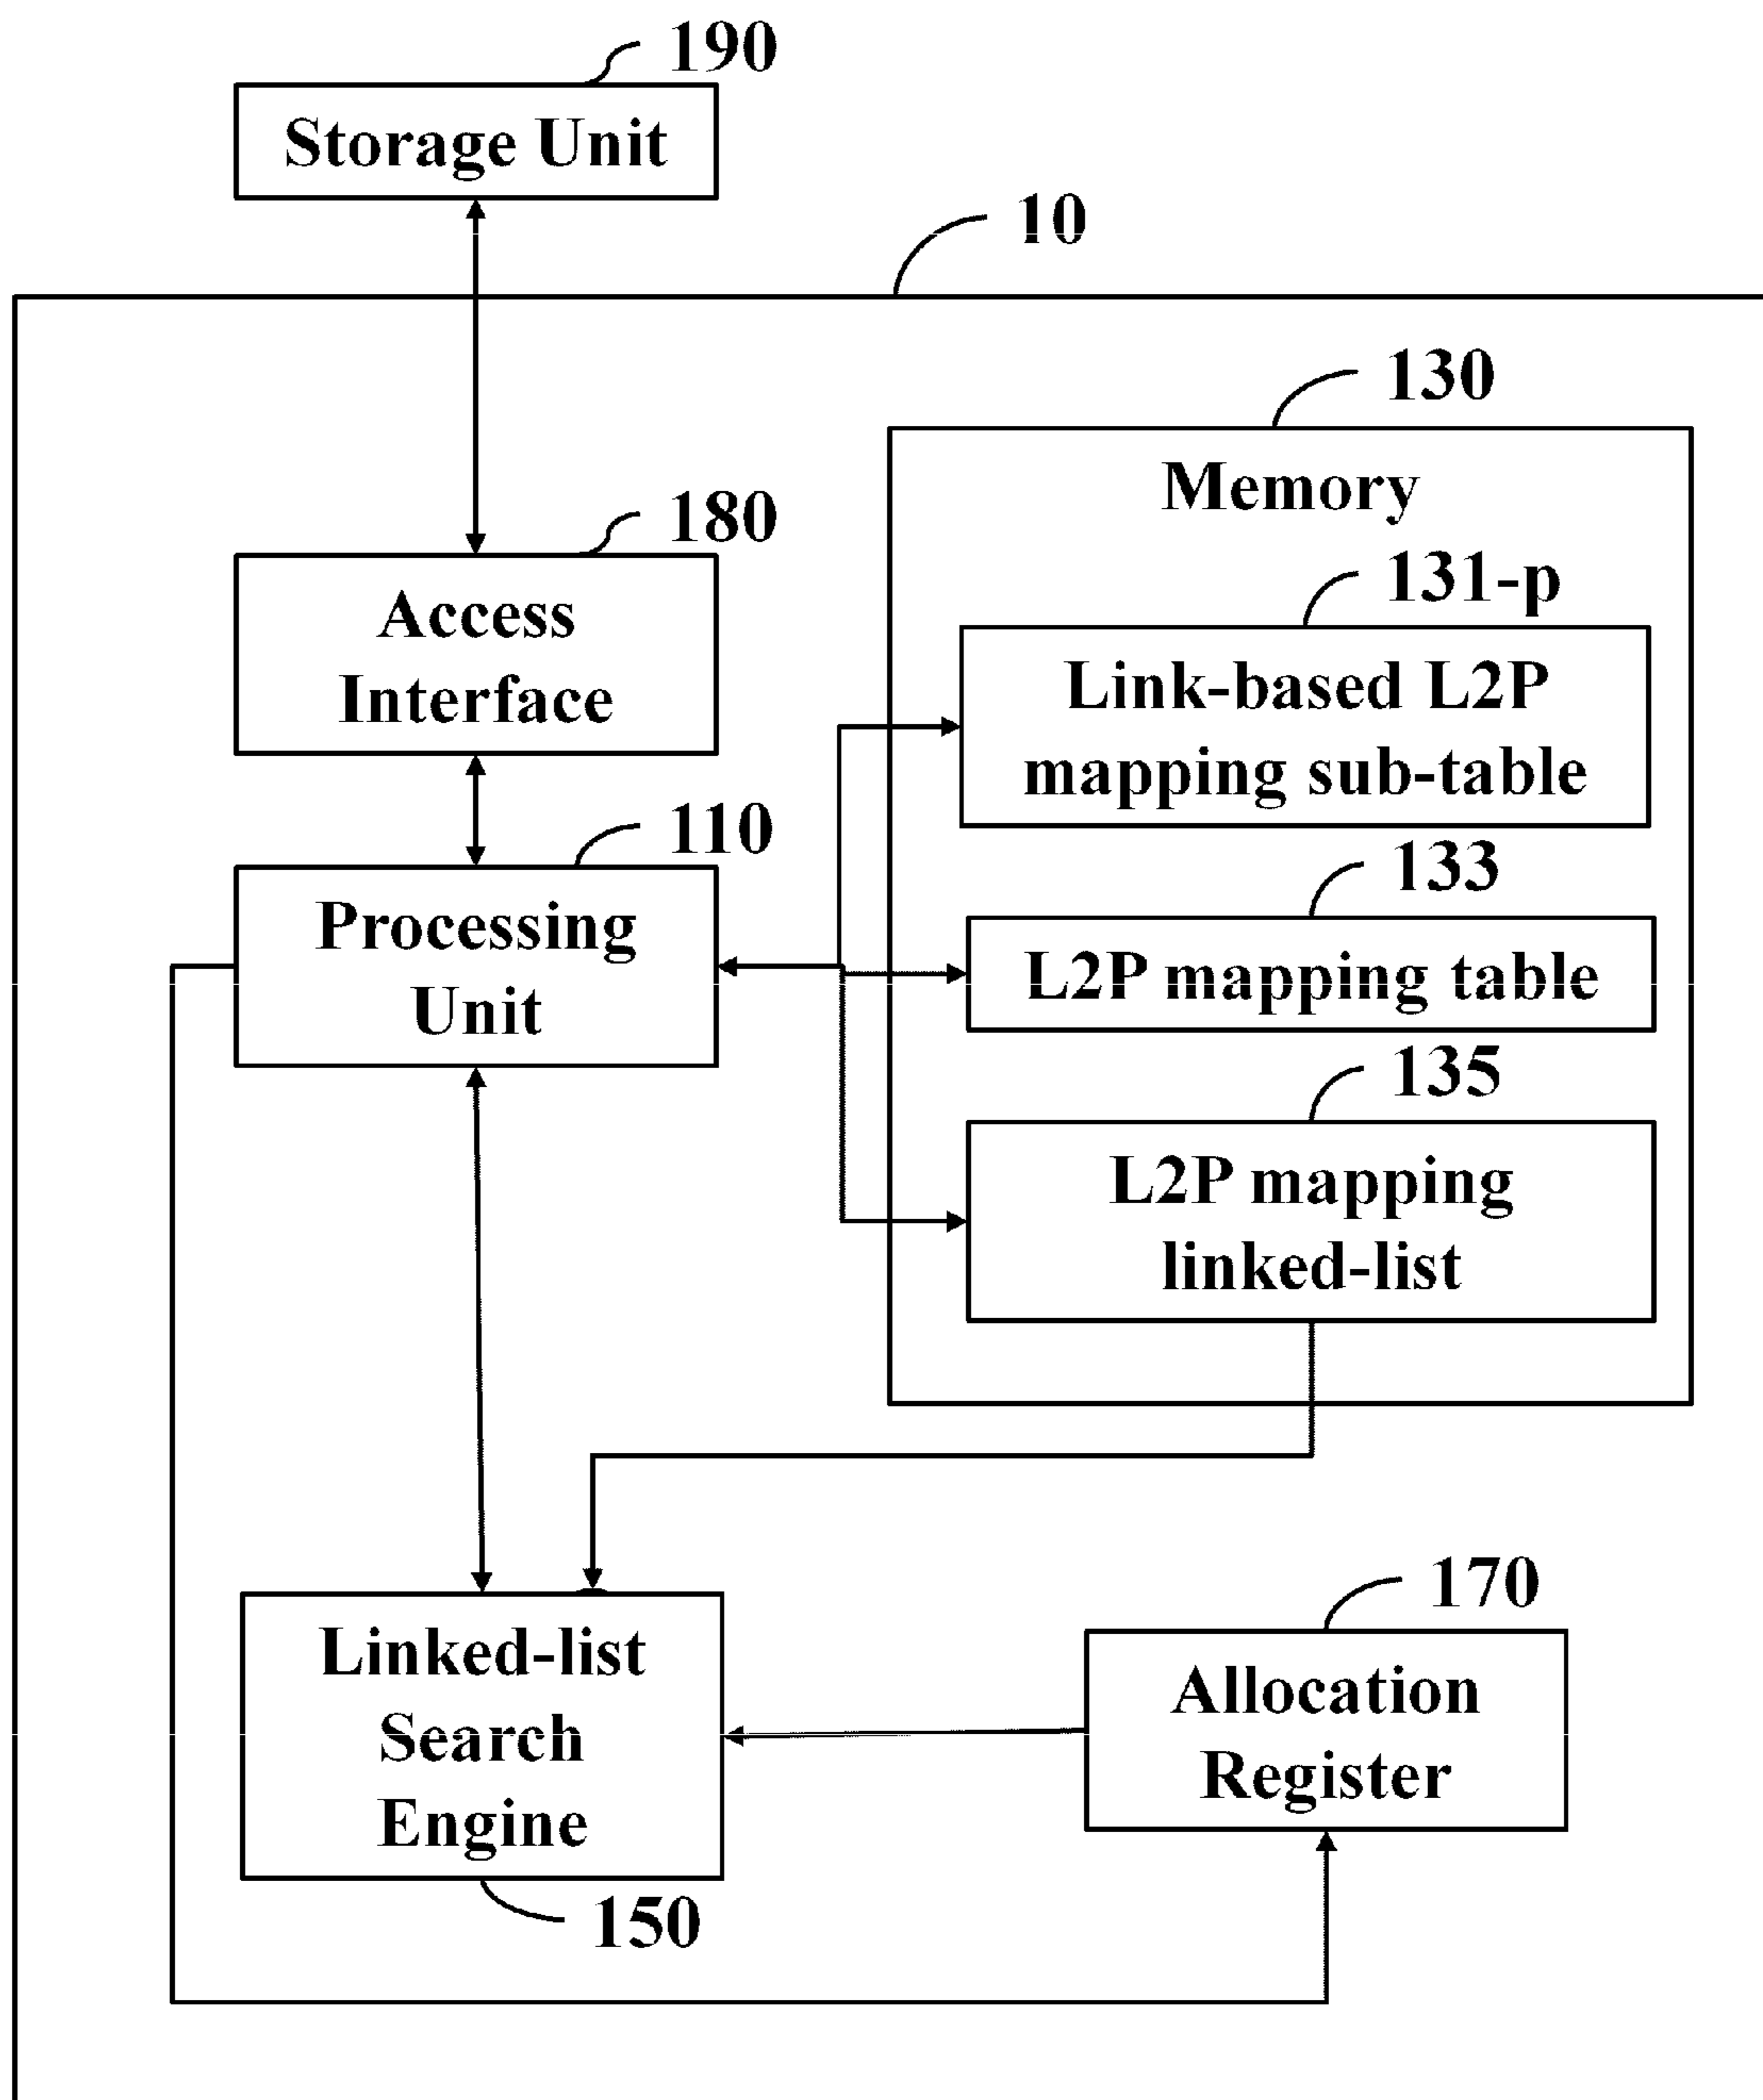 190
Storage Unit
10
130
Memory
180
Access
Interface
131-p
Link-based L2P
mapping sub-table
110
Processing
Unit
133
L2P mapping table
135
L2P mapping
linked-list
Linked-list
Search
Engine
150
170
Allocation
Register